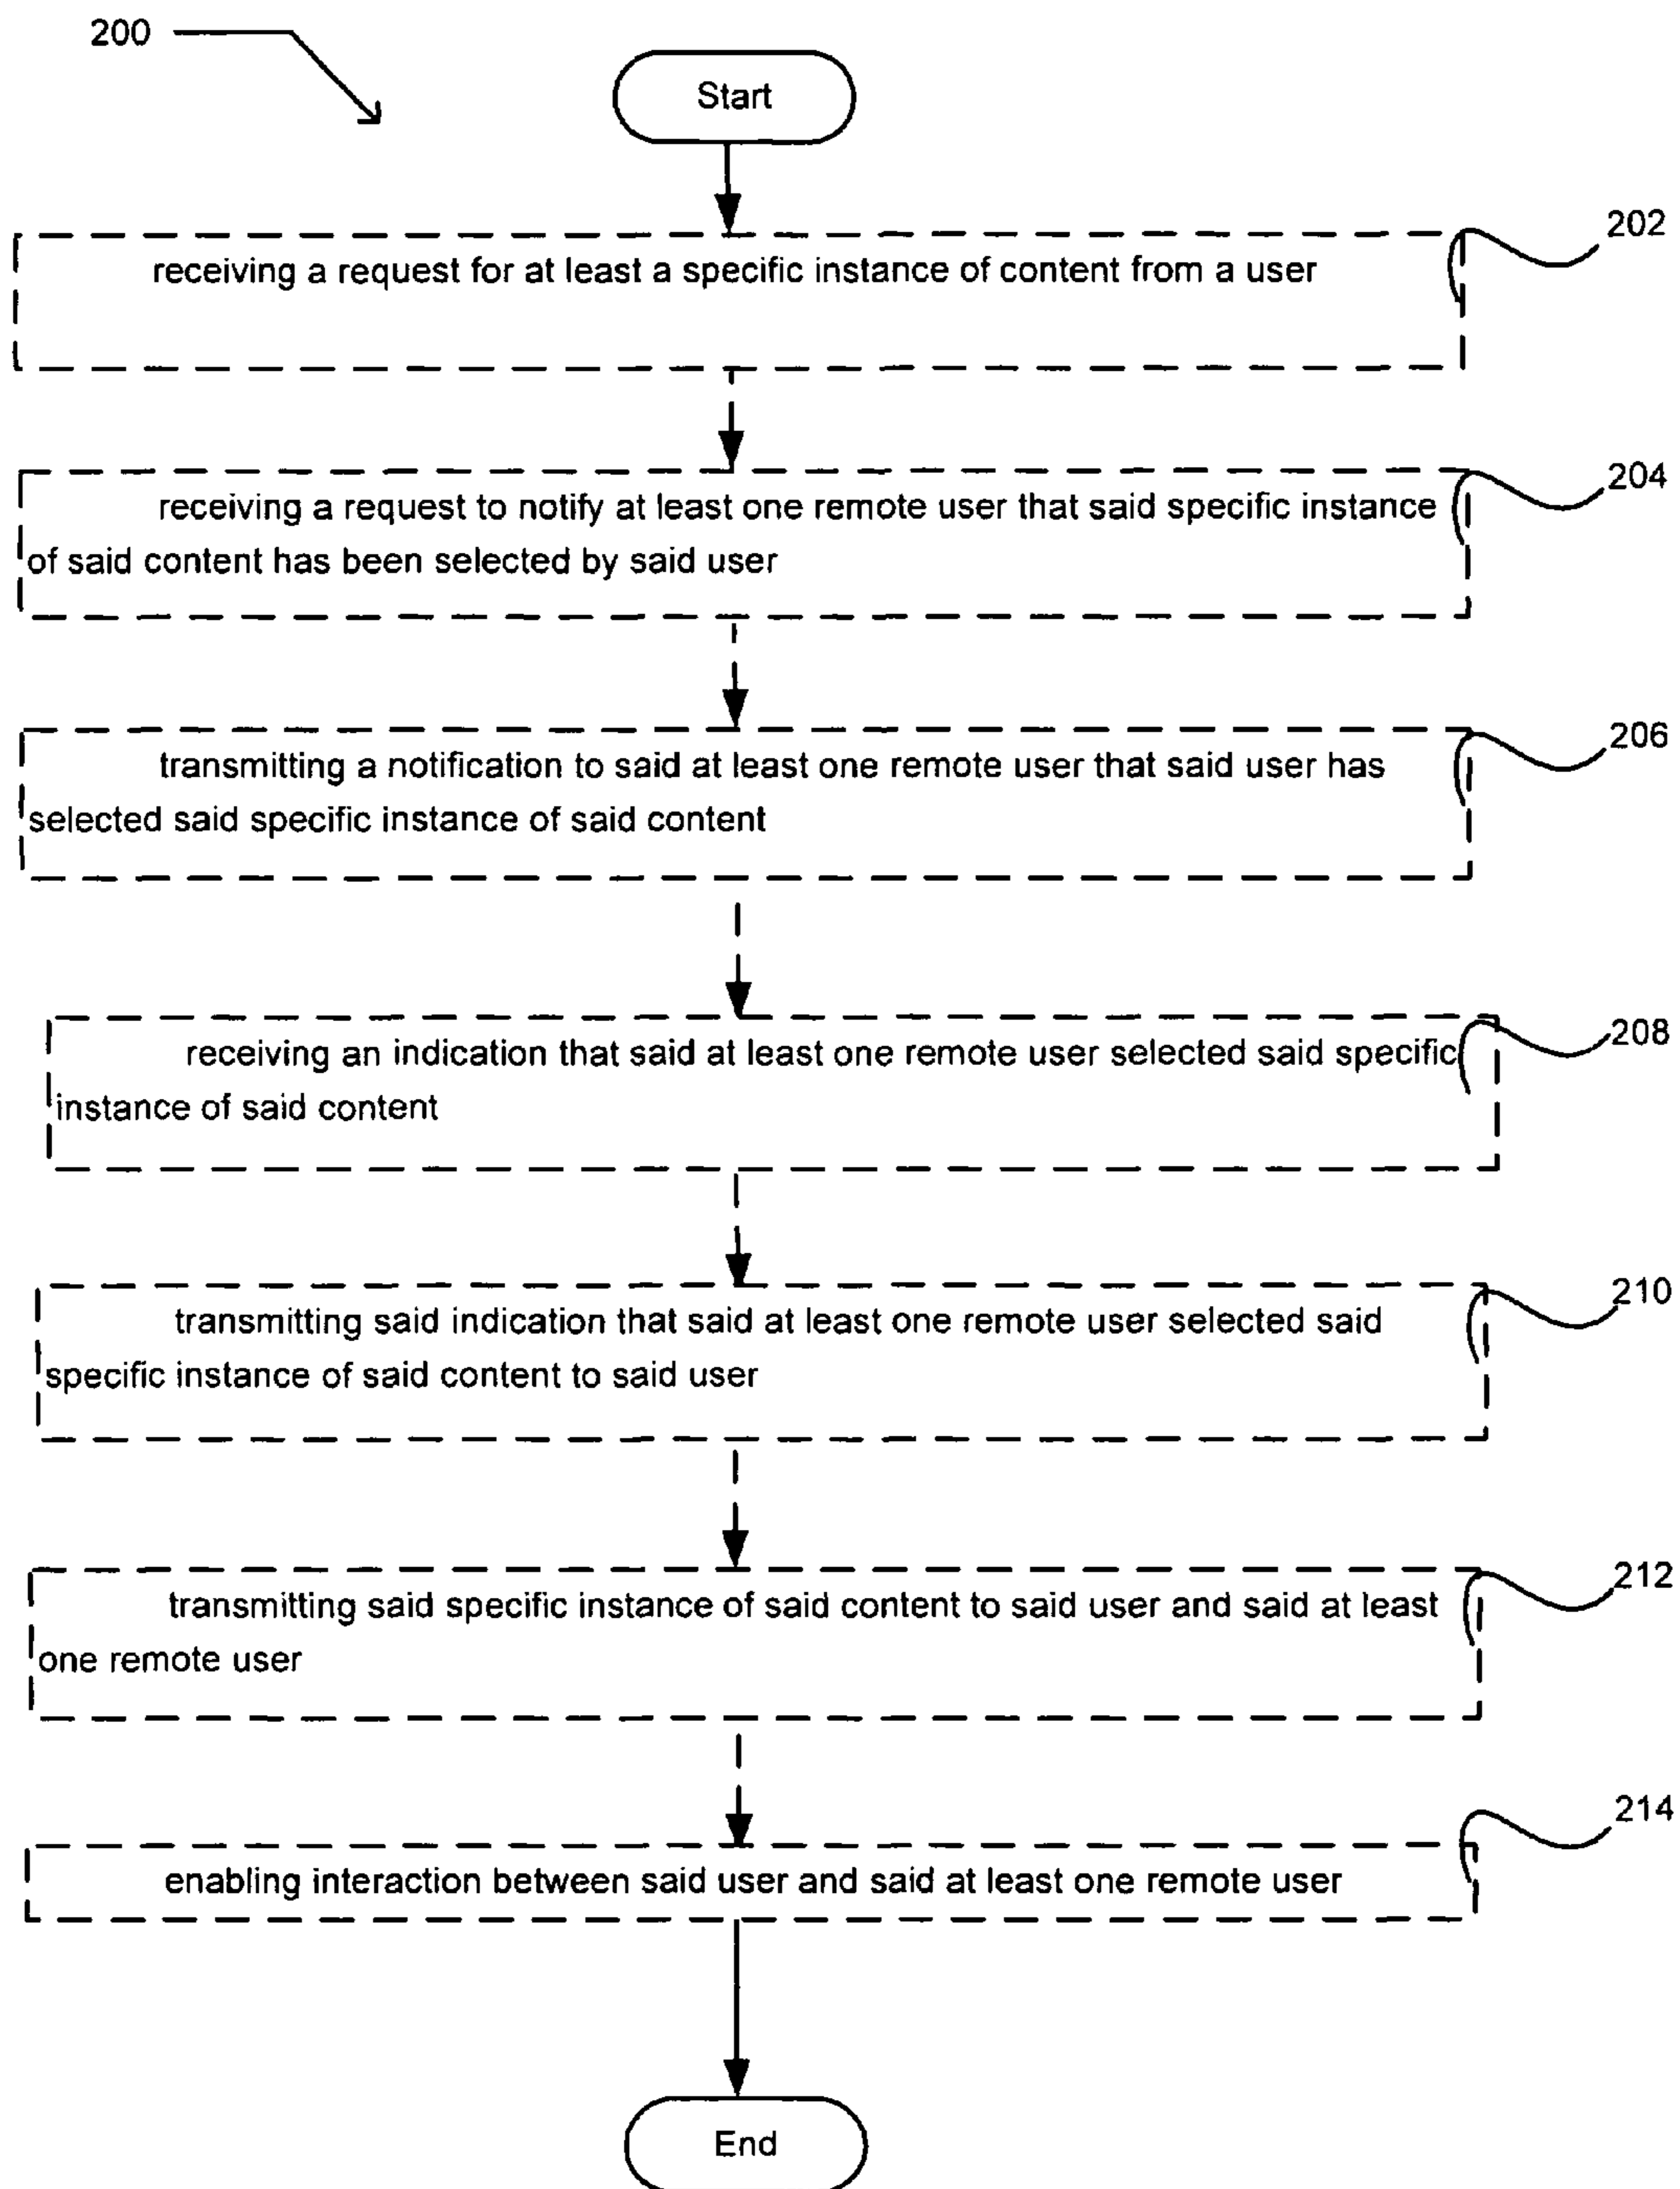 200
Start
202
receiving a request for at least a specific instance of content from a user
204
receiving a request to notify at least one remote user that said specific instance
of said content has been selected by said user
206
transmitting a notification to said at least one remote user that said user has
selected said specific instance of said content
208
receiving an indication that said at least one remote user selected said specific
instance of said content
210
transmitting said indication that said at least one remote user selected said
specific instance of said content to said user
212
transmitting said specific instance of said content to said user and said at least
one remote user
214
enabling interaction between said user and said at least one remote user
End